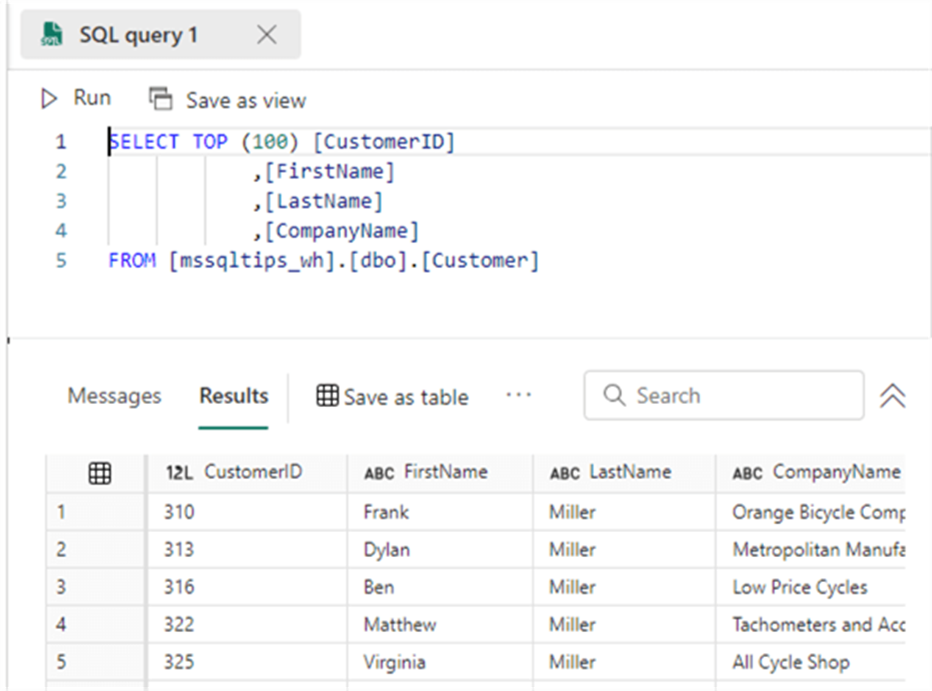 SQL query 1
Run Save as view
1 SELECT TOP (100) [CustomerID]
2 ,[FirstName]
3 ,[LastName]
4 ,[CompanyName]
5 FROM [mssqltips_wh].[dbo].[Customer]
Messages Results Save as table ··· Search
12L CustomerID ABC FirstName ABC LastName ABC CompanyName
1 310 Frank Miller Orange Bicycle Comp
2 313 Dylan Miller Metropolitan Manufa
3 316 Ben Miller Low Price Cycles
4 322 Matthew Miller Tachometers and Acc
5 325 Virginia Miller All Cycle Shop